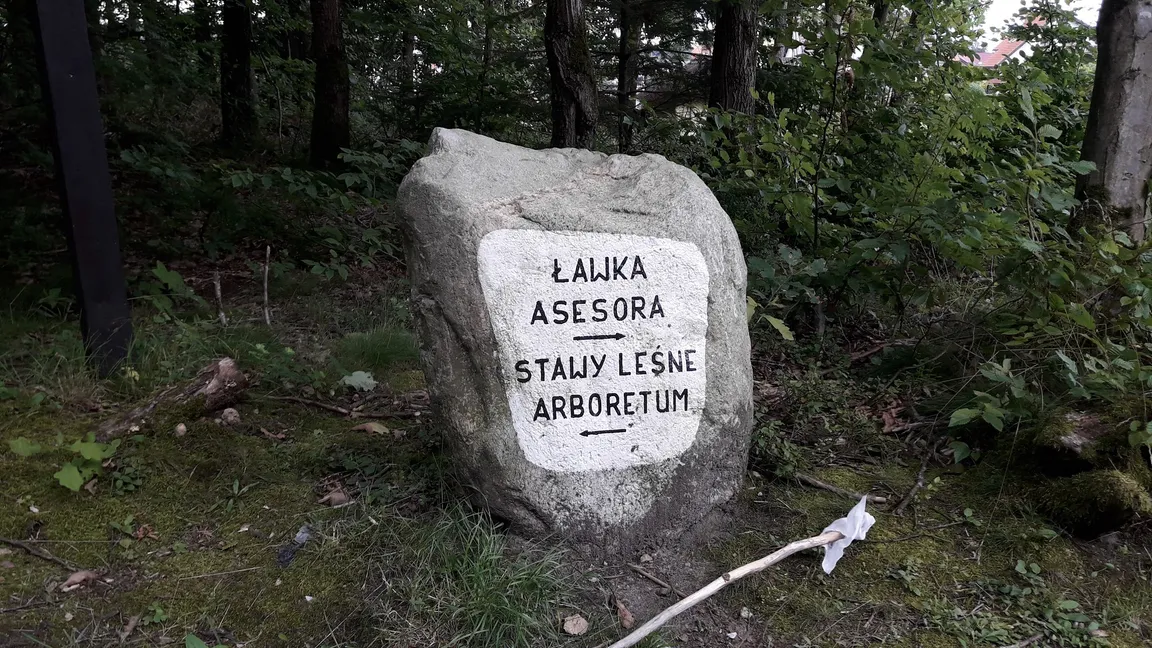 ŁAWKA
ASESORA
→
STAWY LEŚNE
ARBORETUM
←